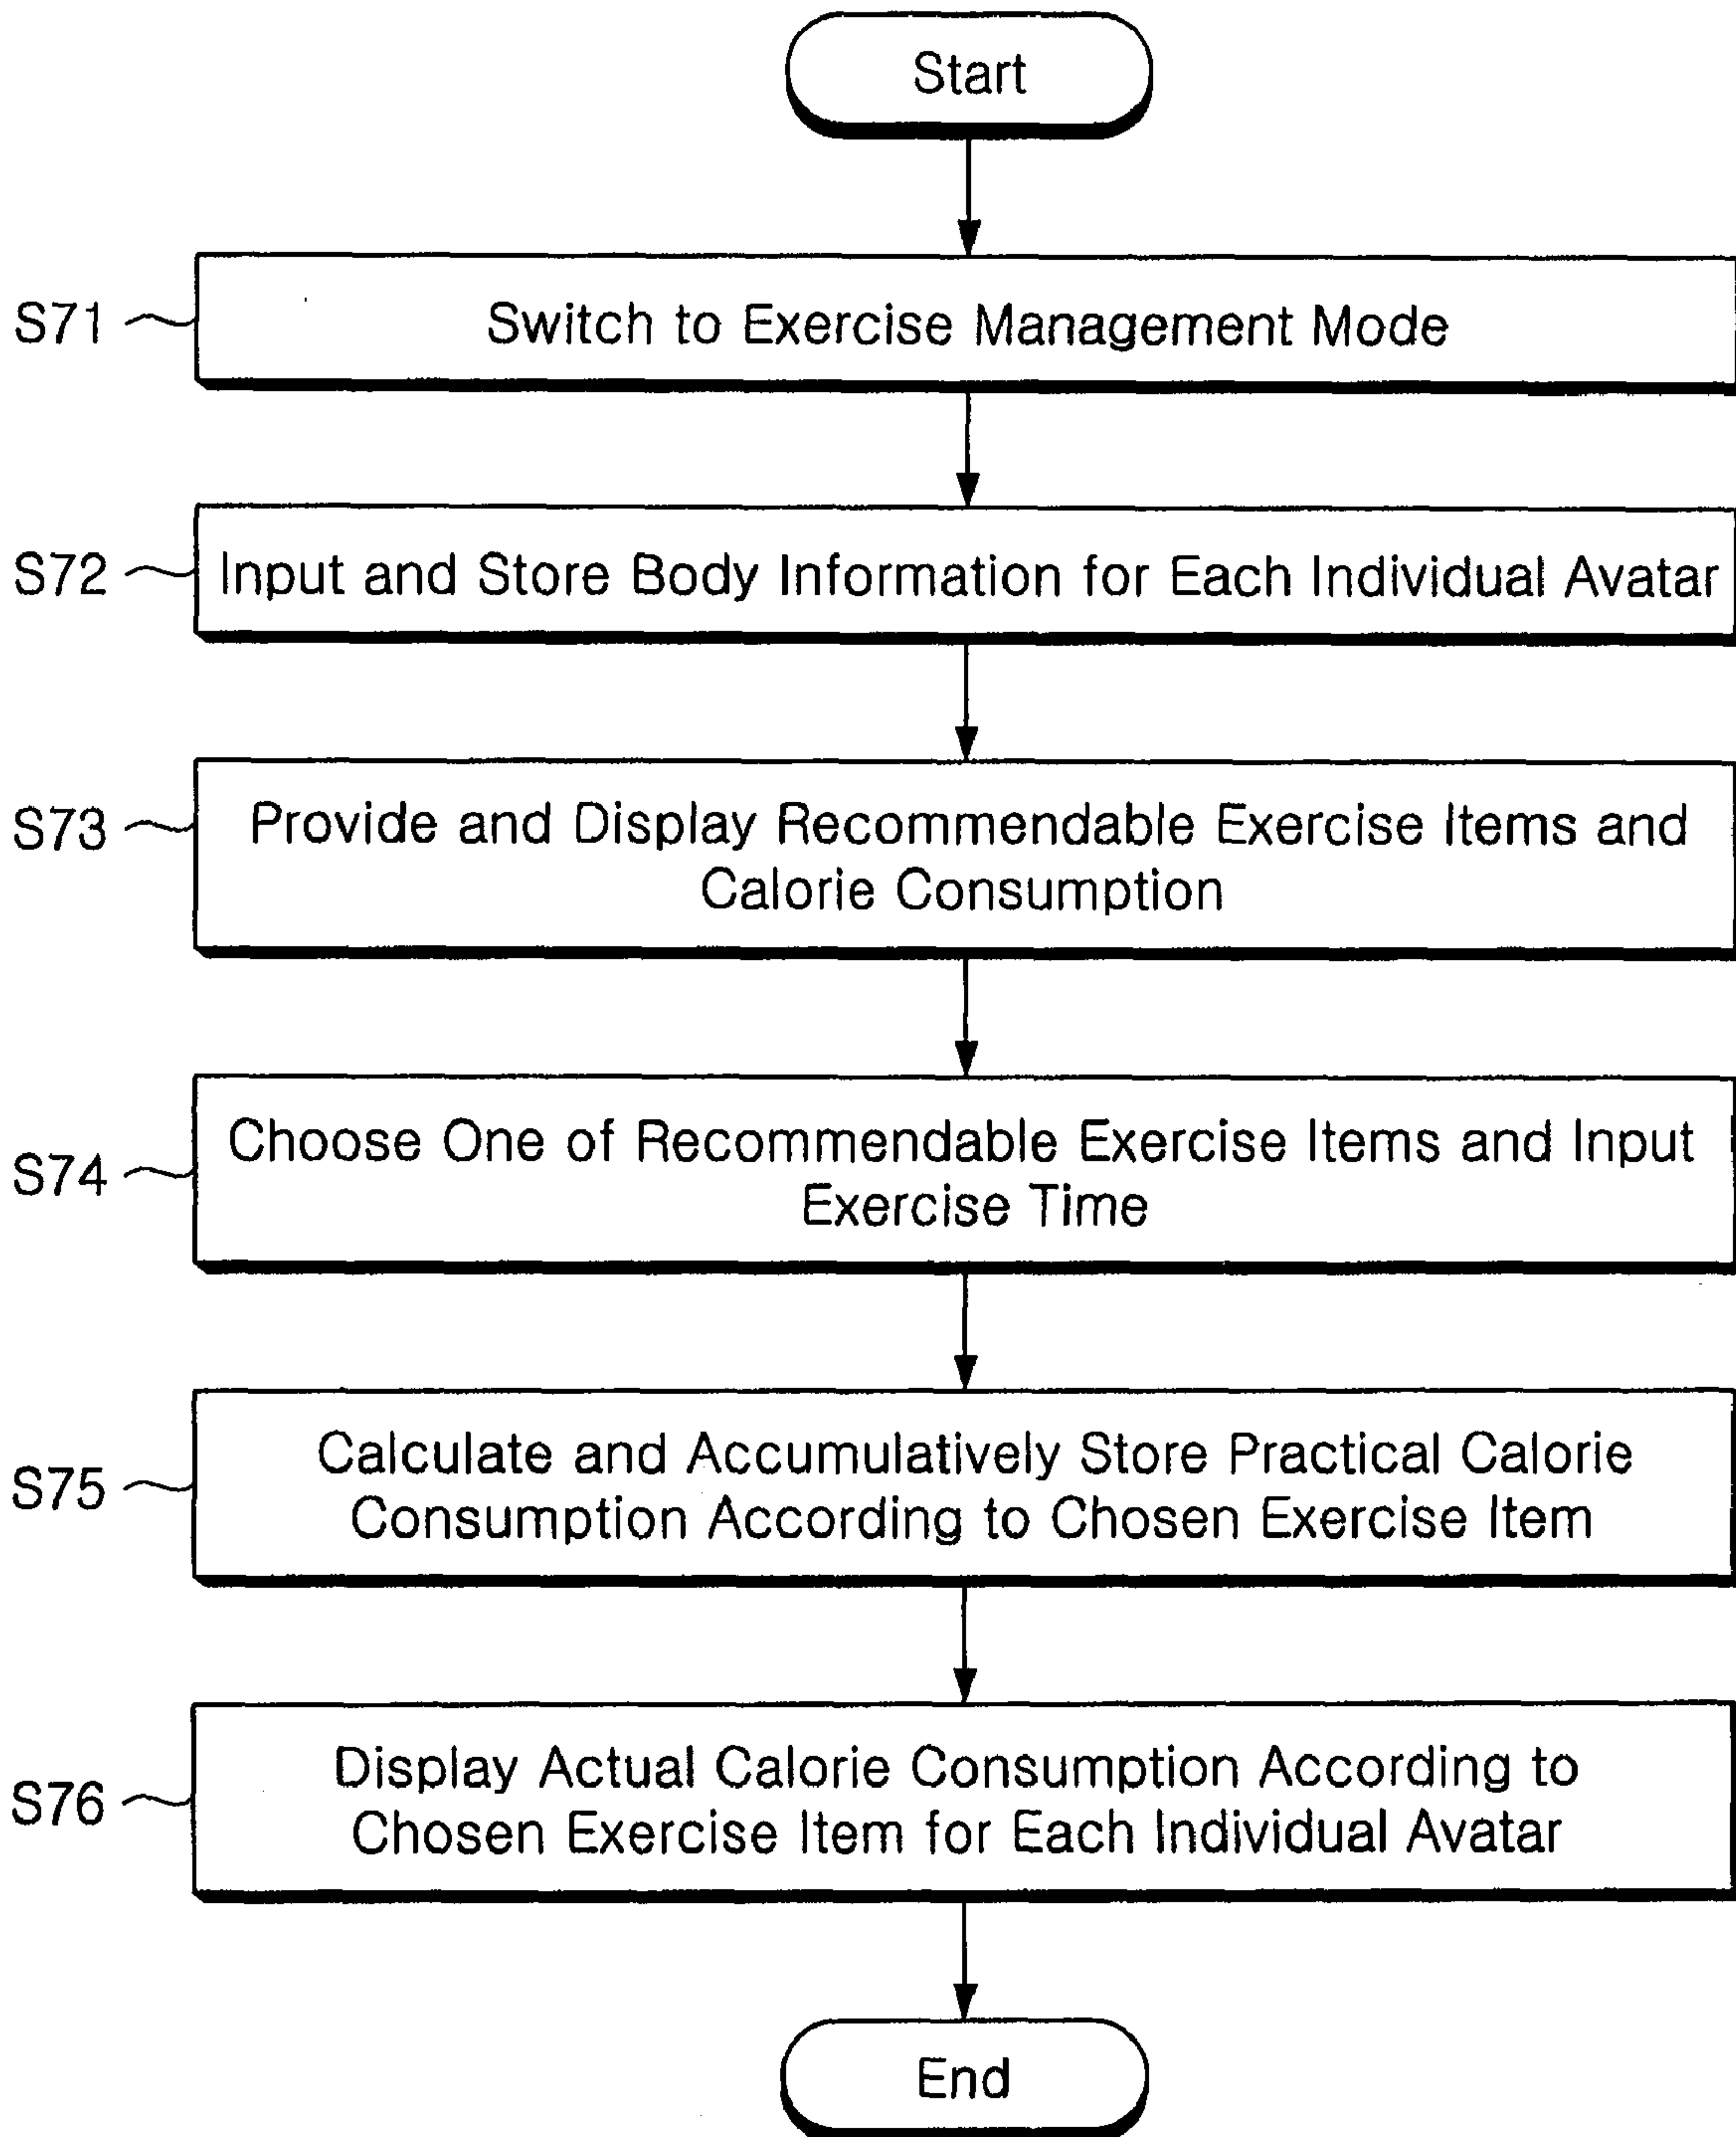 Start
S71
Switch to Exercise Management Mode
S72
Input and Store Body Information for Each Individual Avatar
S73
Provide and Display Recommendable Exercise Items and
Calorie Consumption
S74
Choose One of Recommendable Exercise Items and Input
Exercise Time
S75
Calculate and Accumulatively Store Practical Calorie
Consumption According to Chosen Exercise Item
S76
Display Actual Calorie Consumption According to
Chosen Exercise Item for Each Individual Avatar
End